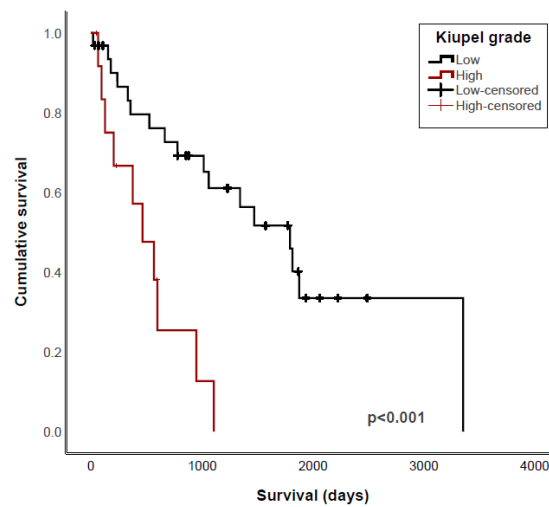 Kiupel grade
Low
High
Low-censored
High-censored
1.0
0.8
0.6
0.4
0.2
0.0
Cumulative survival
p<0.001
0 1000 2000 3000 4000
Survival (days)